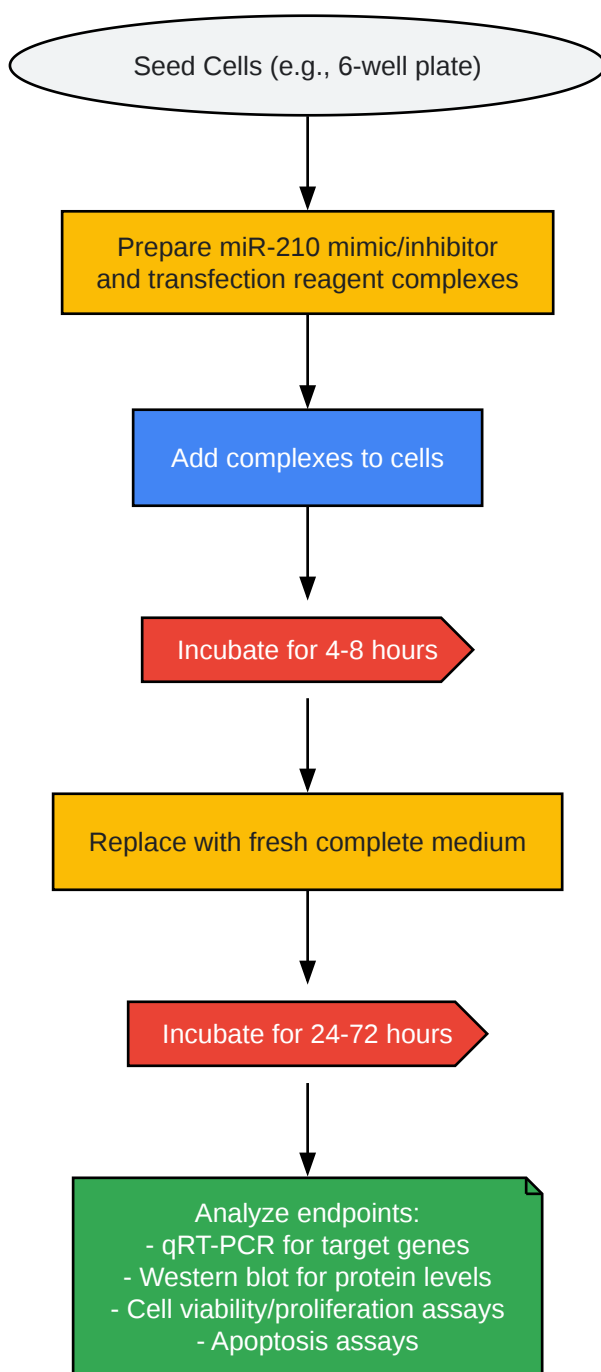 Seed Cells (e.g., 6-well plate)
Prepare miR-210 mimic/inhibitor
and transfection reagent complexes
Add complexes to cells
Incubate for 4-8 hours
Replace with fresh complete medium
Incubate for 24-72 hours
Analyze endpoints:
- qRT-PCR for target genes
- Western blot for protein levels
- Cell viability/proliferation assays
- Apoptosis assays